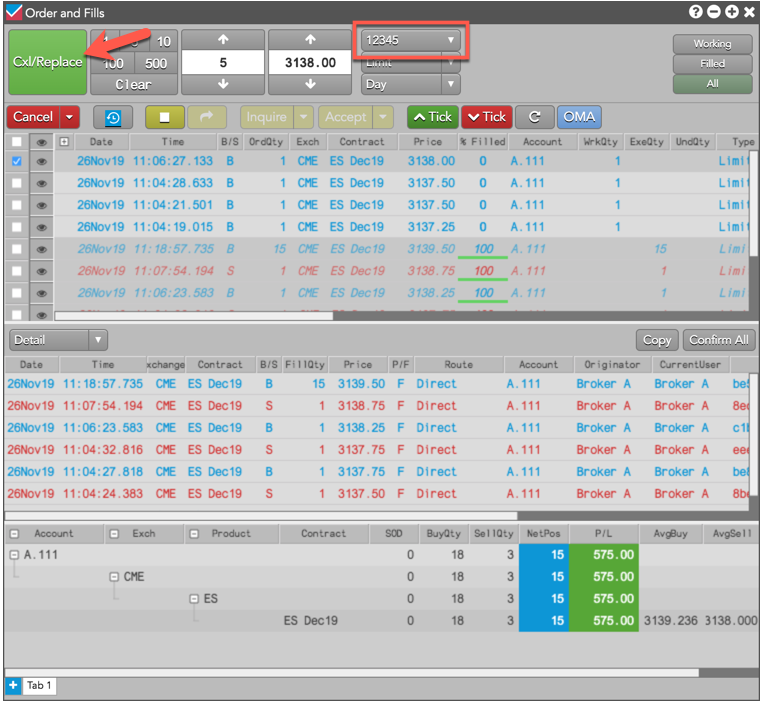 Order and Fills
Cxl/Replace
10
12345
100 500
5
3138.00
Limit
Clear
Day
Working
Filled
All
Cancel Inquire Accept Tick Tick C OMA
Date Time B/S OrdQty Exch Contract Price % Filled Account WrkQty ExeQty UndQty Type
26Nov19 11:06:27.133 B 1 CME ES Dec19 3138.00 0 A.111 1 Limi
26Nov19 11:04:28.633 B 1 CME ES Dec19 3137.50 0 A.111 1 Limi
26Nov19 11:04:21.501 B 1 CME ES Dec19 3137.50 0 A.111 1 Limi
26Nov19 11:04:19.015 B 1 CME ES Dec19 3137.25 0 A.111 1 Limi
26Nov19 11:18:57.735 B 15 CME ES Dec19 3139.50 100 A.111 15 Limi
26Nov19 11:07:54.194 S 1 CME ES Dec19 3138.75 100 A.111 1 Limi
26Nov19 11:06:23.583 B 1 CME ES Dec19 3138.25 100 A.111 1 Limi
Detail Copy Confirm All
Date Time xchange Contract B/S FillQty Price P/F Route Account Originator CurrentUser
26Nov19 11:18:57.735 CME ES Dec19 B 15 3139.50 F Direct A.111 Broker A Broker A be5
26Nov19 11:07:54.194 CME ES Dec19 S 1 3138.75 F Direct A.111 Broker A Broker A 8e
26Nov19 11:06:23.583 CME ES Dec19 B 1 3138.25 F Direct A.111 Broker A Broker A c1
26Nov19 11:04:32.816 CME ES Dec19 S 1 3137.75 F Direct A.111 Broker A Broker A ee
26Nov19 11:04:27.818 CME ES Dec19 B 1 3137.75 F Direct A.111 Broker A Broker A be8
26Nov19 11:04:24.383 CME ES Dec19 S 1 3137.50 F Direct A.111 Broker A Broker A 8b
Account Exch Product Contract SOD BuyQty SellQty NetPos P/L AvgBuy AvgSell
A.111 0 18 3 15 575.00
CME 0 18 3 15 575.00
ES 0 18 3 15 575.00
ES Dec19 0 18 3 15 575.00 3139.236 3138.000
+ Tab 1